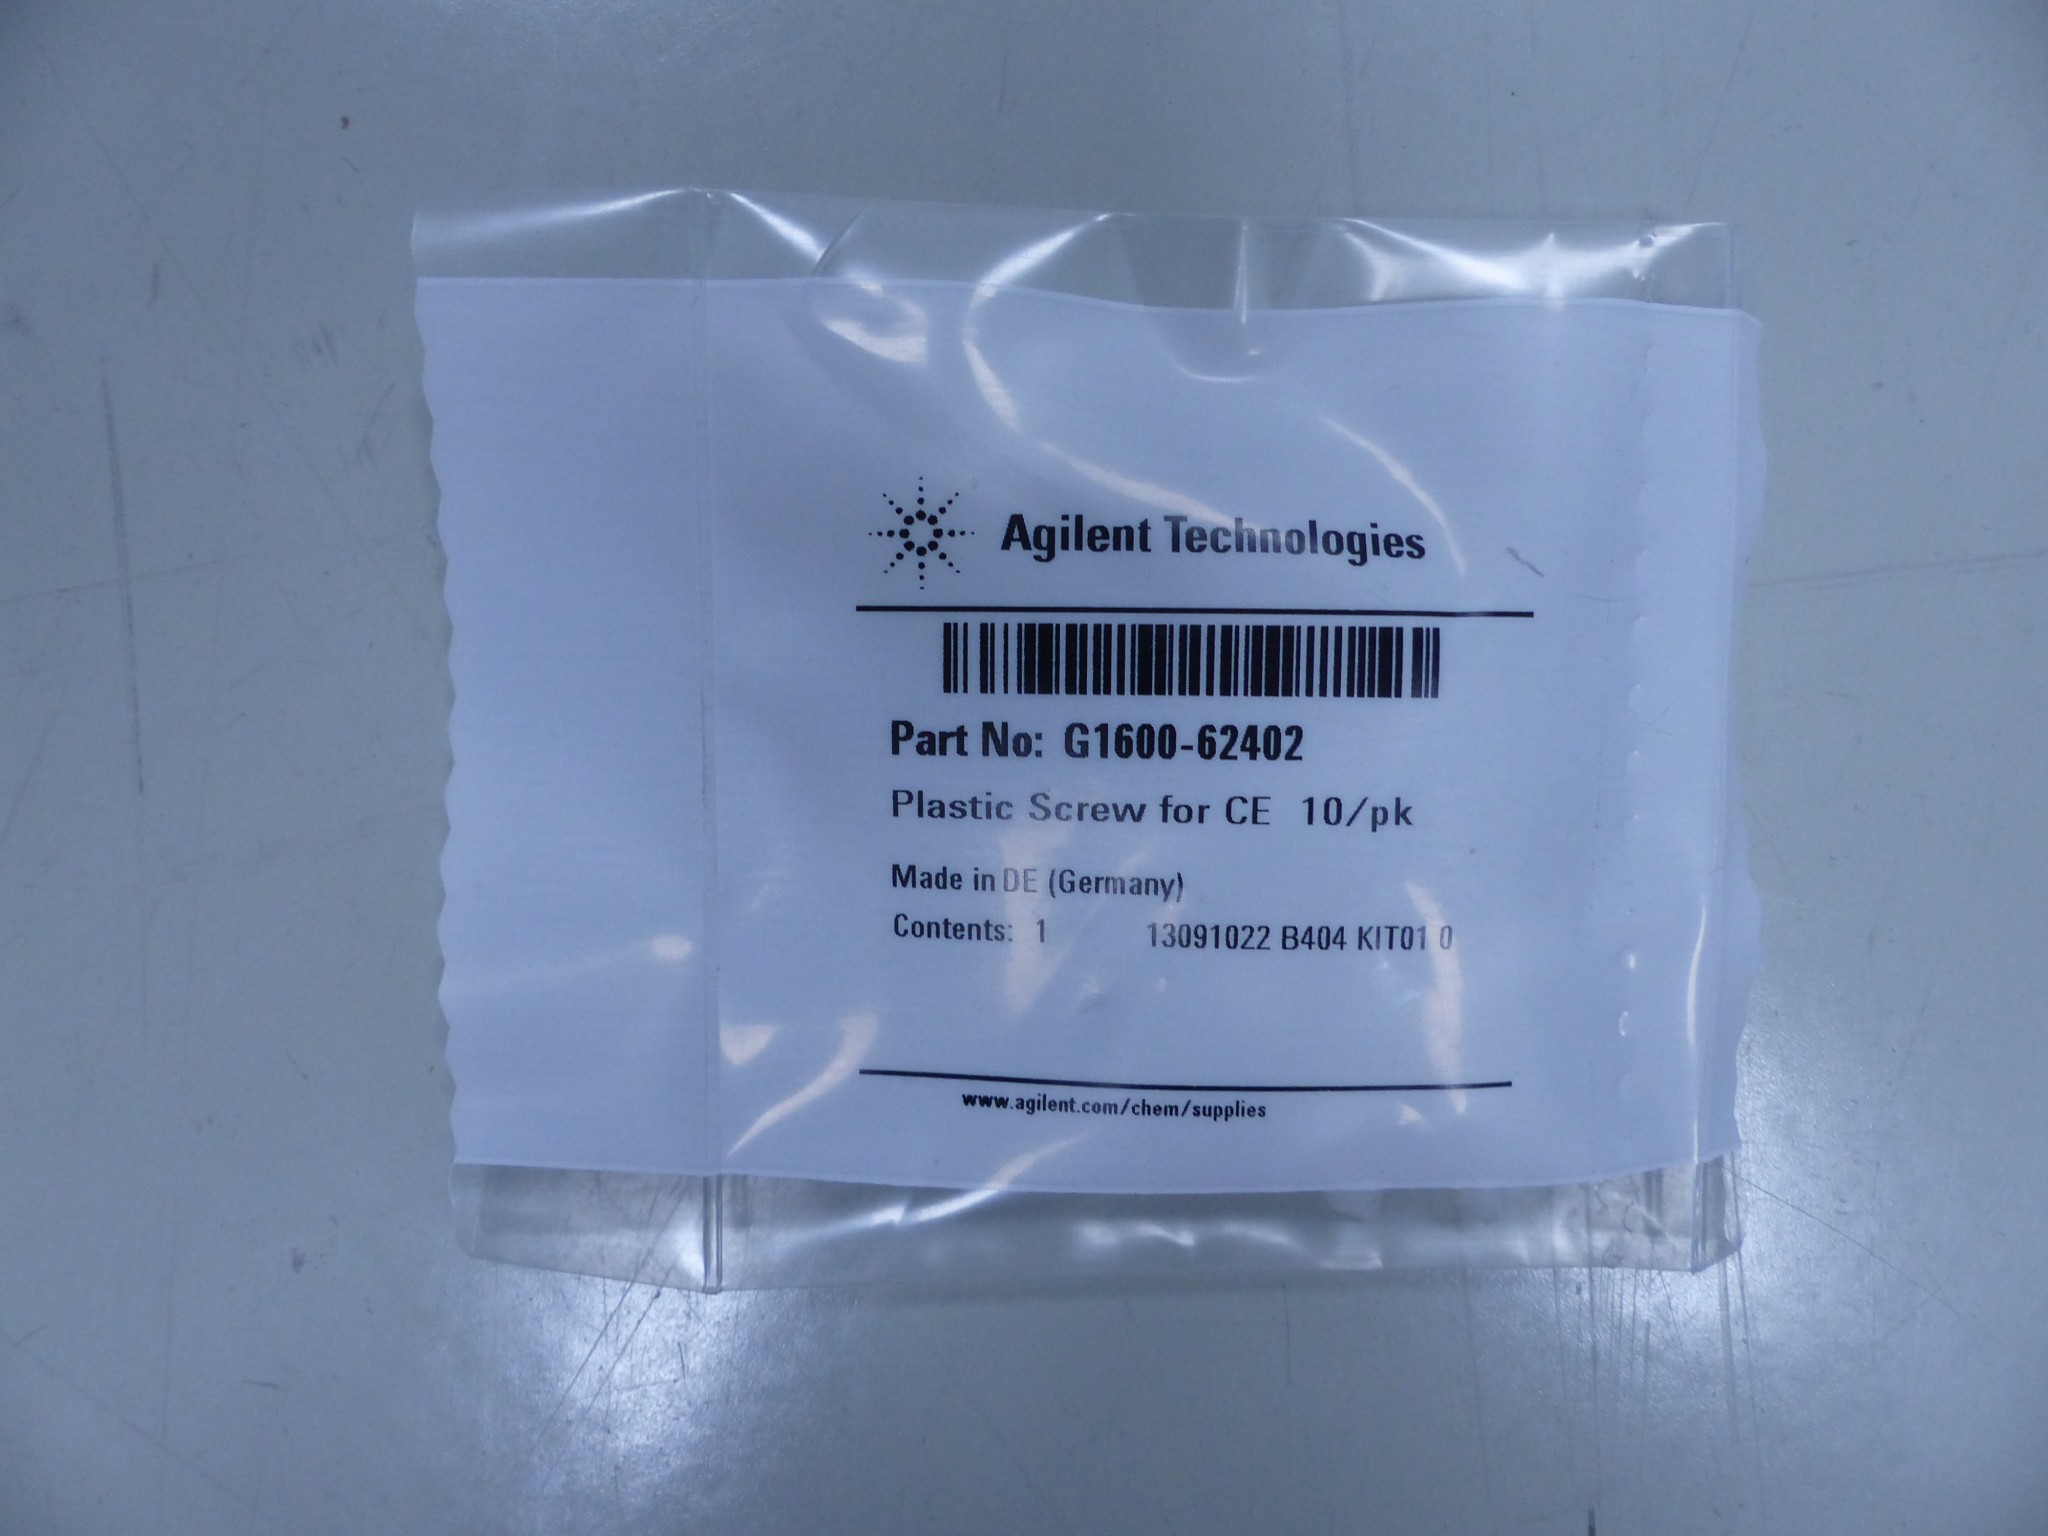 Agilent Technologies
Part No: G1600-62402
Plastic Screw for CE 10/pk
Made in DE (Germany)
Contents: 1 13091022 B404 KIT01 0
www.agilent.com/chem/supplies